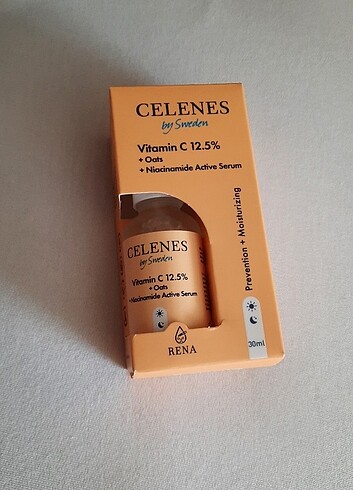 CELENES
by Sweden
Vitamin C 12.5%
+ Oats
+ Niacinamide Active Serum
Prevention + Moisturizing
CELENES
by Sweden
Vitamin C 12.5%
+ Oats
+Niacinamide Active Serum
RENA
30ml